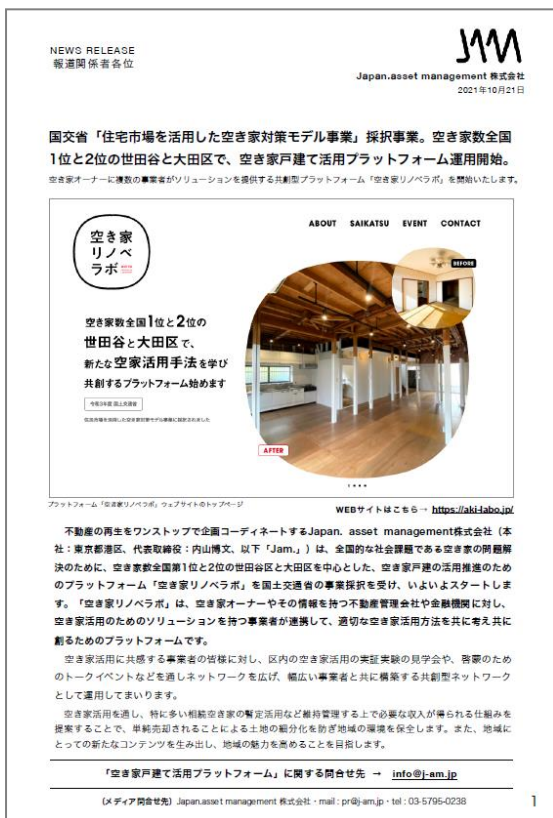 NEWS RELEASE
報道関係者各位
JAM
Japan.asset management 株式会社
2021年10月21日
国交省「住宅市場を活用した空き家対策モデル事業」採択事業。空き家数全国
1位と2位の世田谷と大田区で、空き家戸建て活用プラットフォーム運用開始。
空き家オーナーに複数の事業者がソリューションを提供する共創型プラットフォーム「空き家リノベラボ」を開始いたします。
空き家
リノベ
ラボ
ABOUT SAIKATSU EVENT CONTACT
BEFORE
空き家数全国1位と2位の
世田谷と大田区で、
新たな空家活用手法を学び
共創するプラットフォーム始めます
令和3年度 国土交通省
住宅市場を活用した空き家対策モデル事業に採択されました
AFTER
プラットフォーム「空き家リノベラボ」ウェブサイトのトップページ
WEBサイトはこちら→ https://aki-labo.jp/
不動産の再生をワンストップで企画コーディネートするJapan. asset management株式会社（本
社：東京都港区、代表取締役：内山博文、以下「Jam.」）は、全国的な社会課題である空き家の問題解
決のために、空き家数全国第1位と2位の世田谷区と大田区を中心とした、空き家戸建の活用推進のため
のプラットフォーム「空き家リノベラボ」を国土交通省の事業採択を受け、いよいよスタートしま
す。「空き家リノベラボ」は、空き家オーナーやその情報を持つ不動産管理会社や金融機関に対し、
空き家活用のためのソリューションを持つ事業者が連携して、適切な空き家活用方法を共に考え共に
創るためのプラットフォームです。
空き家活用に共感する事業者の皆様に対し、区内の空き家活用の実証実験の見学会や、啓蒙のため
のトークイベントなどを通しネットワークを広げ、幅広い事業者と共に構築する共創型ネットワーク
として運用してまいります。
空き家活用を通し、特に多い相続空き家の暫定活用など維持管理する上で必要な収入が得られる仕組みを
提案することで、単純売却されることによる土地の細分化を防ぎ地域の環境を保全します。また、地域に
とっての新たなコンテンツを生み出し、地域の魅力を高めることを目指します。
「空き家戸建て活用プラットフォーム」に関する問合せ先 → info@j-am.jp
（メディア問合せ先）Japan.asset management 株式会社・mail : pr@j-am.jp・tel : 03-5795-0238
1